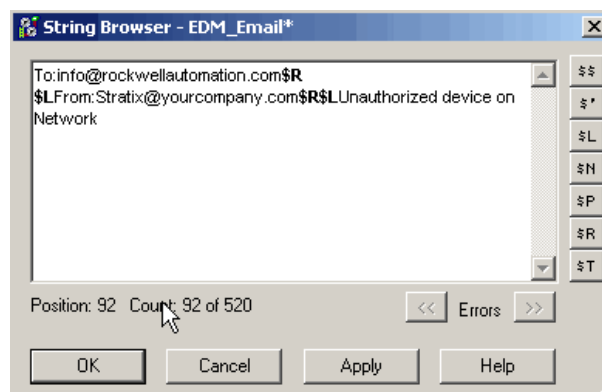 String Browser - EDM_Email*
To:info@rockwellautomation.com$R
$LFrom:Stratix@yourcompany.com$R$LUnauthorized device on
Network
$$
$'
$L
$N
$P
$R
$T
Position: 92 Count: 92 of 520
<< Errors >>
OK Cancel Apply Help